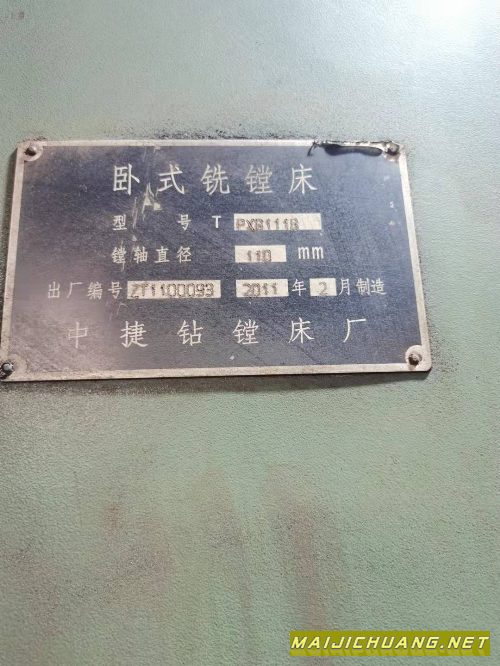 卧式铣镗床
型 号 T PX6111B
镗轴直径 110 mm
出厂编号 ZT1100093 2011 年 2 月制造
中捷钻镗床厂
MAIJICHUANG.NET